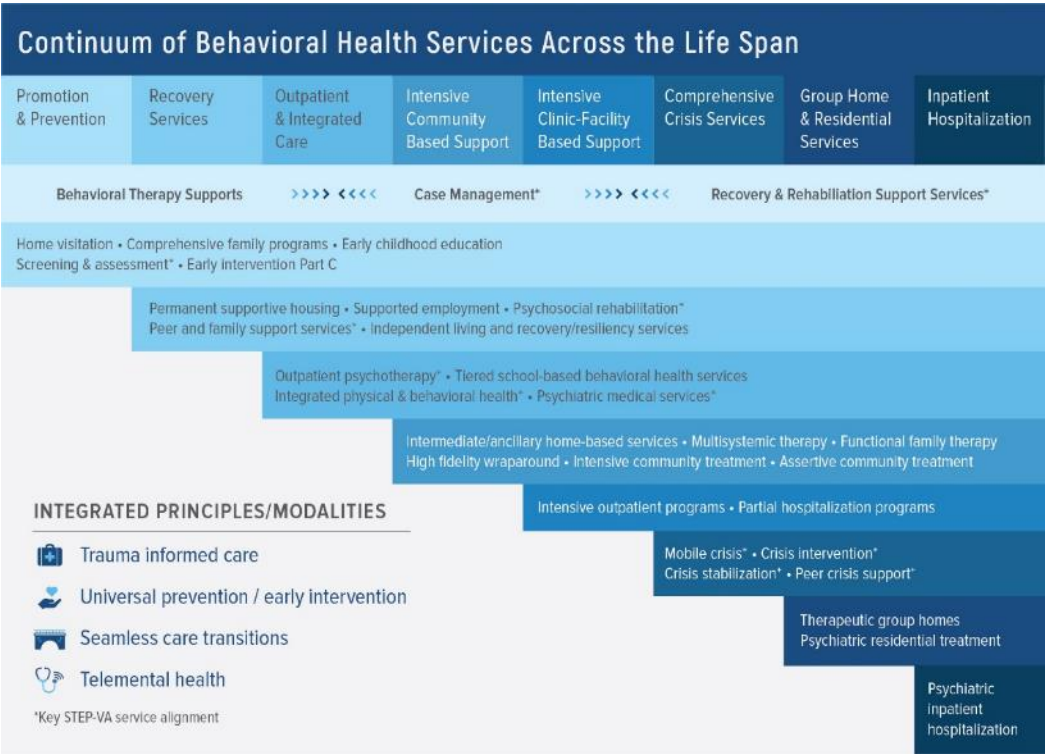 Continuum of Behavioral Health Services Across the Life Span
Promotion
& Prevention
Recovery
Services
Outpatient
& Integrated
Care
Intensive
Community
Based Support
Intensive
Clinic-Facility
Based Support
Comprehensive
Crisis Services
Group Home
& Residential
Services
Inpatient
Hospitalization
Behavioral Therapy Supports >>>> <<<< Case Management* >>>> <<<< Recovery & Rehabiliation Support Services*
Home visitation • Comprehensive family programs • Early childhood education
Screening & assessment* • Early intervention Part C
Permanent supportive housing • Supported employment • Psychosocial rehabilitation*
Peer and family support services* • Independent living and recovery/resiliency services
Outpatient psychotherapy* • Tiered school-based behavioral health services
Integrated physical & behavioral health* • Psychiatric medical services*
Intermediate/ancillary home-based services • Multisystemic therapy • Functional family therapy
High fidelity wraparound • Intensive community treatment • Assertive community treatment
Intensive outpatient programs • Partial hospitalization programs
Mobile crisis* • Crisis intervention*
Crisis stabilization* • Peer crisis support*
Therapeutic group homes
Psychiatric residential treatment
Psychiatric
inpatient
hospitalization
INTEGRATED PRINCIPLES/MODALITIES
Trauma informed care
Universal prevention / early intervention
Seamless care transitions
Telemental health
*Key STEP-VA service alignment